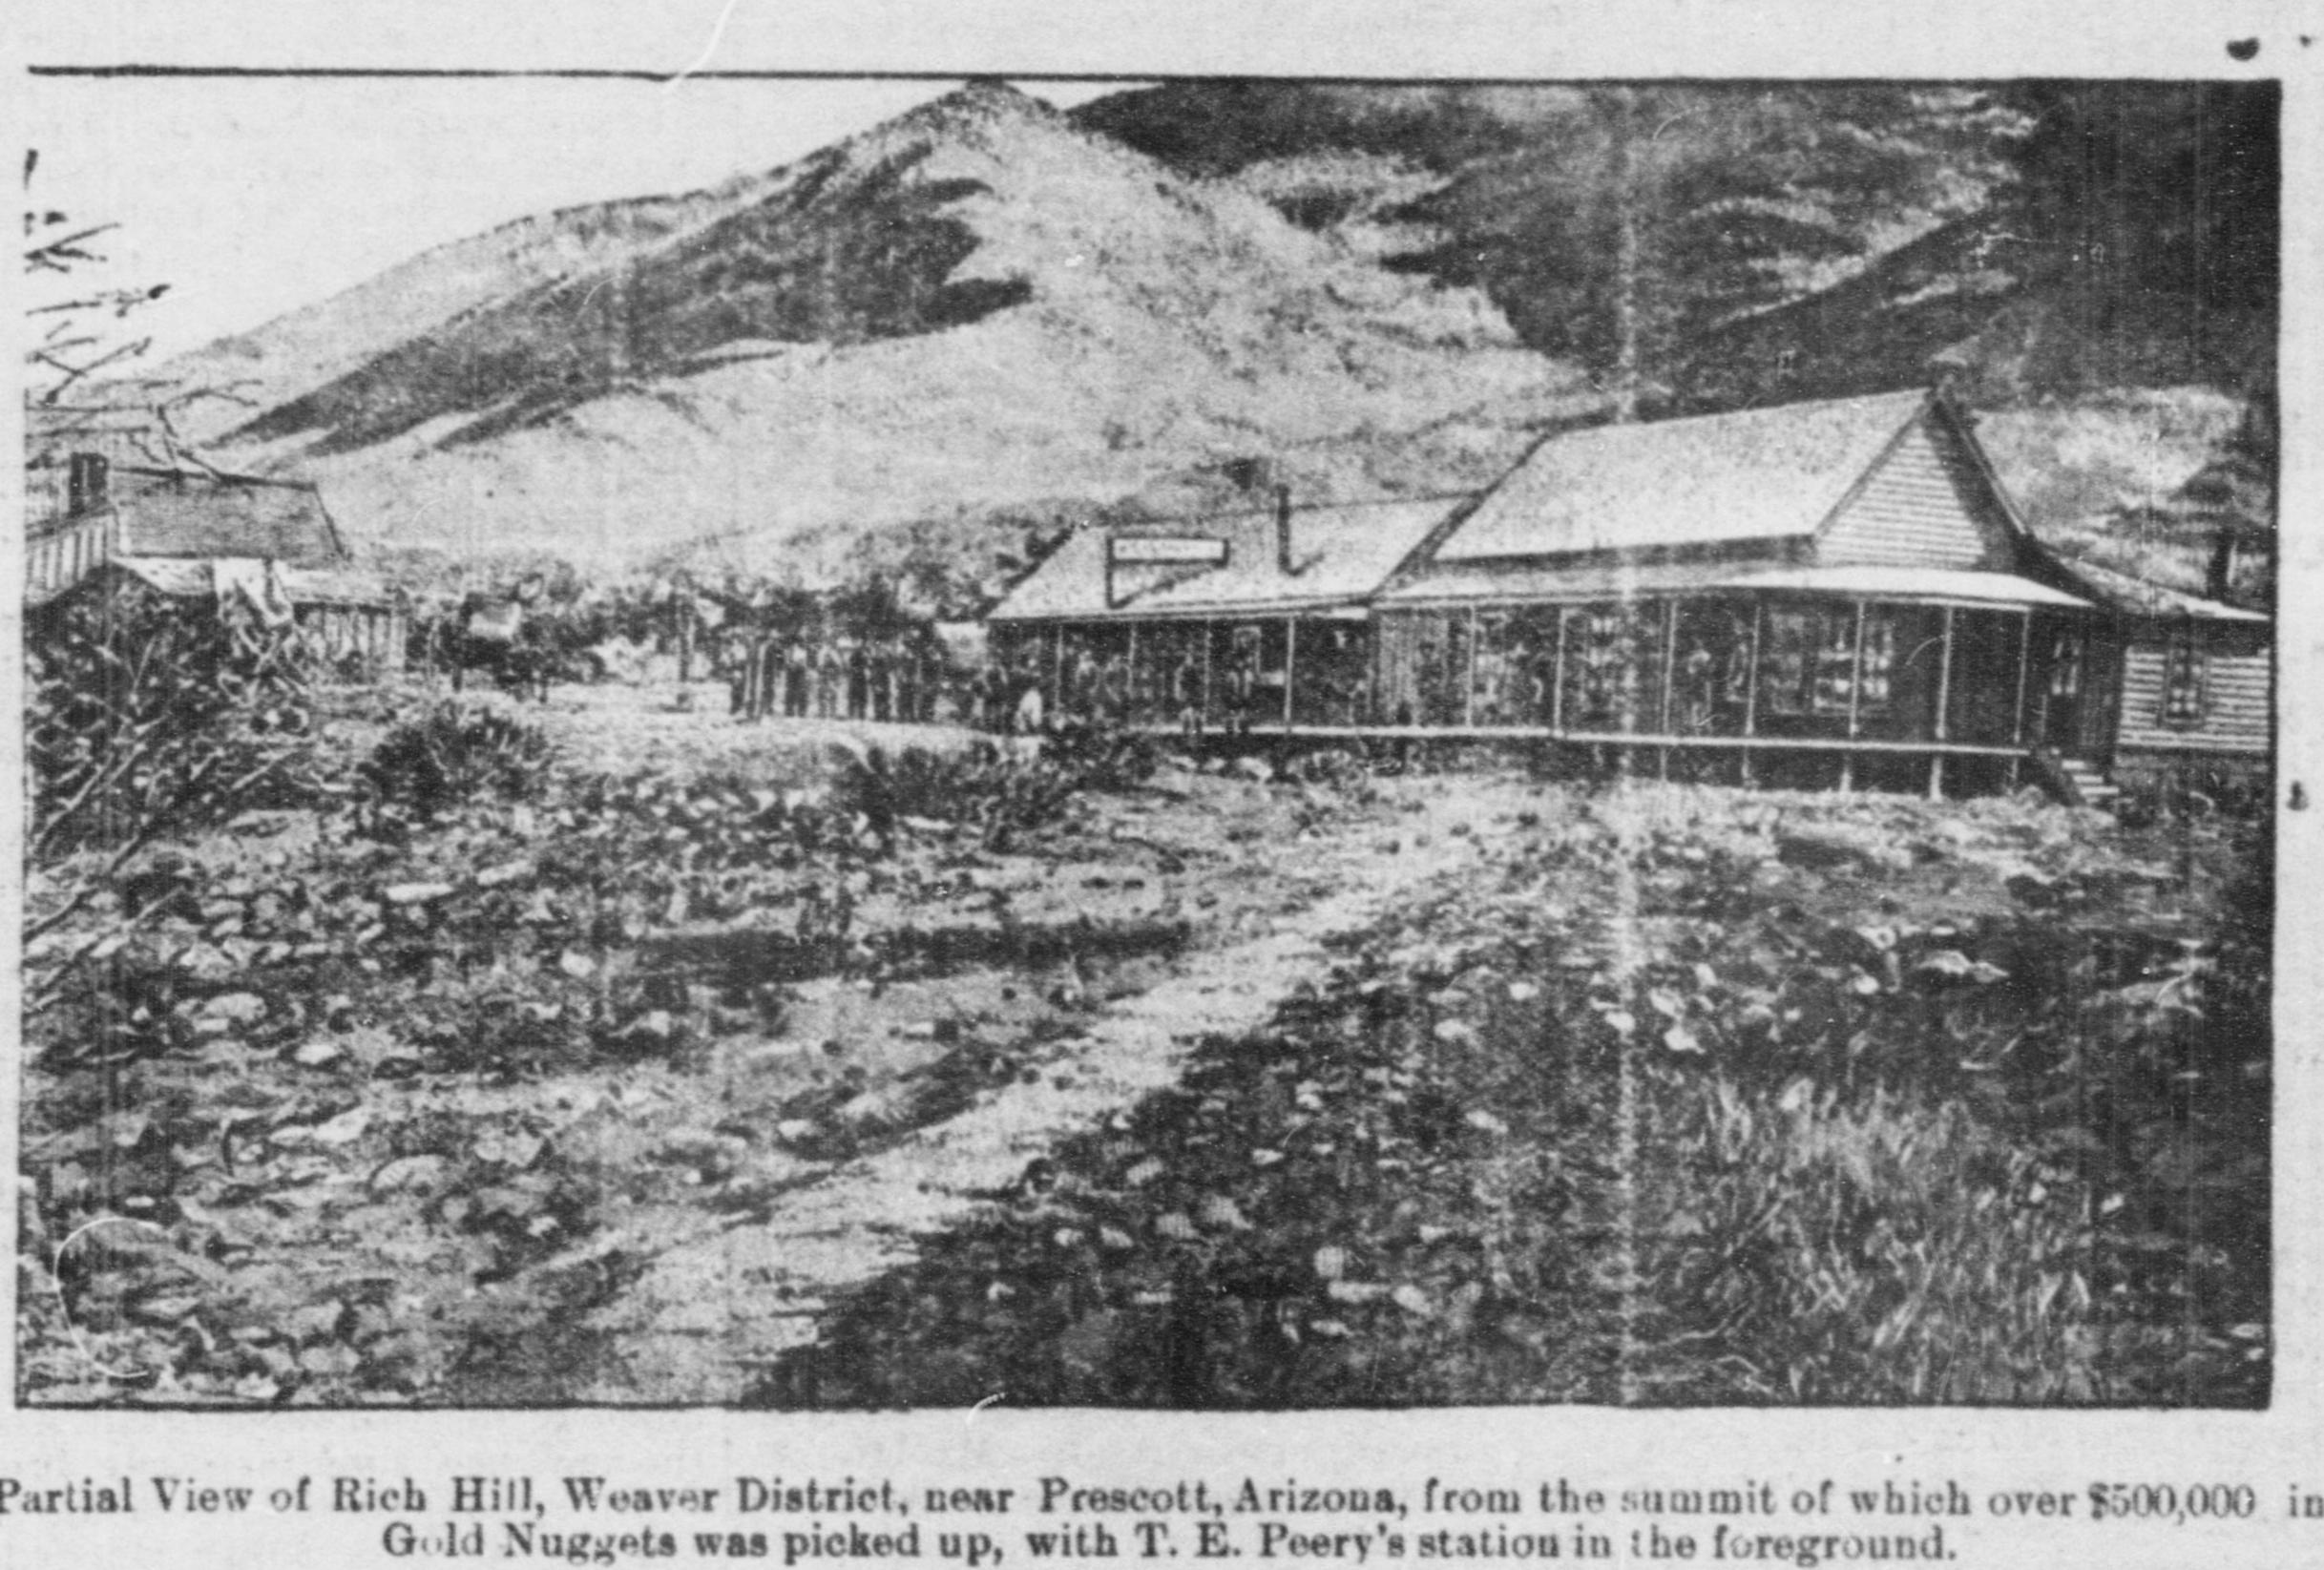 Partial View of Rich Hill, Weaver District, near Prescott, Arizona, from the summit of which over $500,000 in
Gold Nuggets was picked up, with T. E. Peery's station in the foreground.